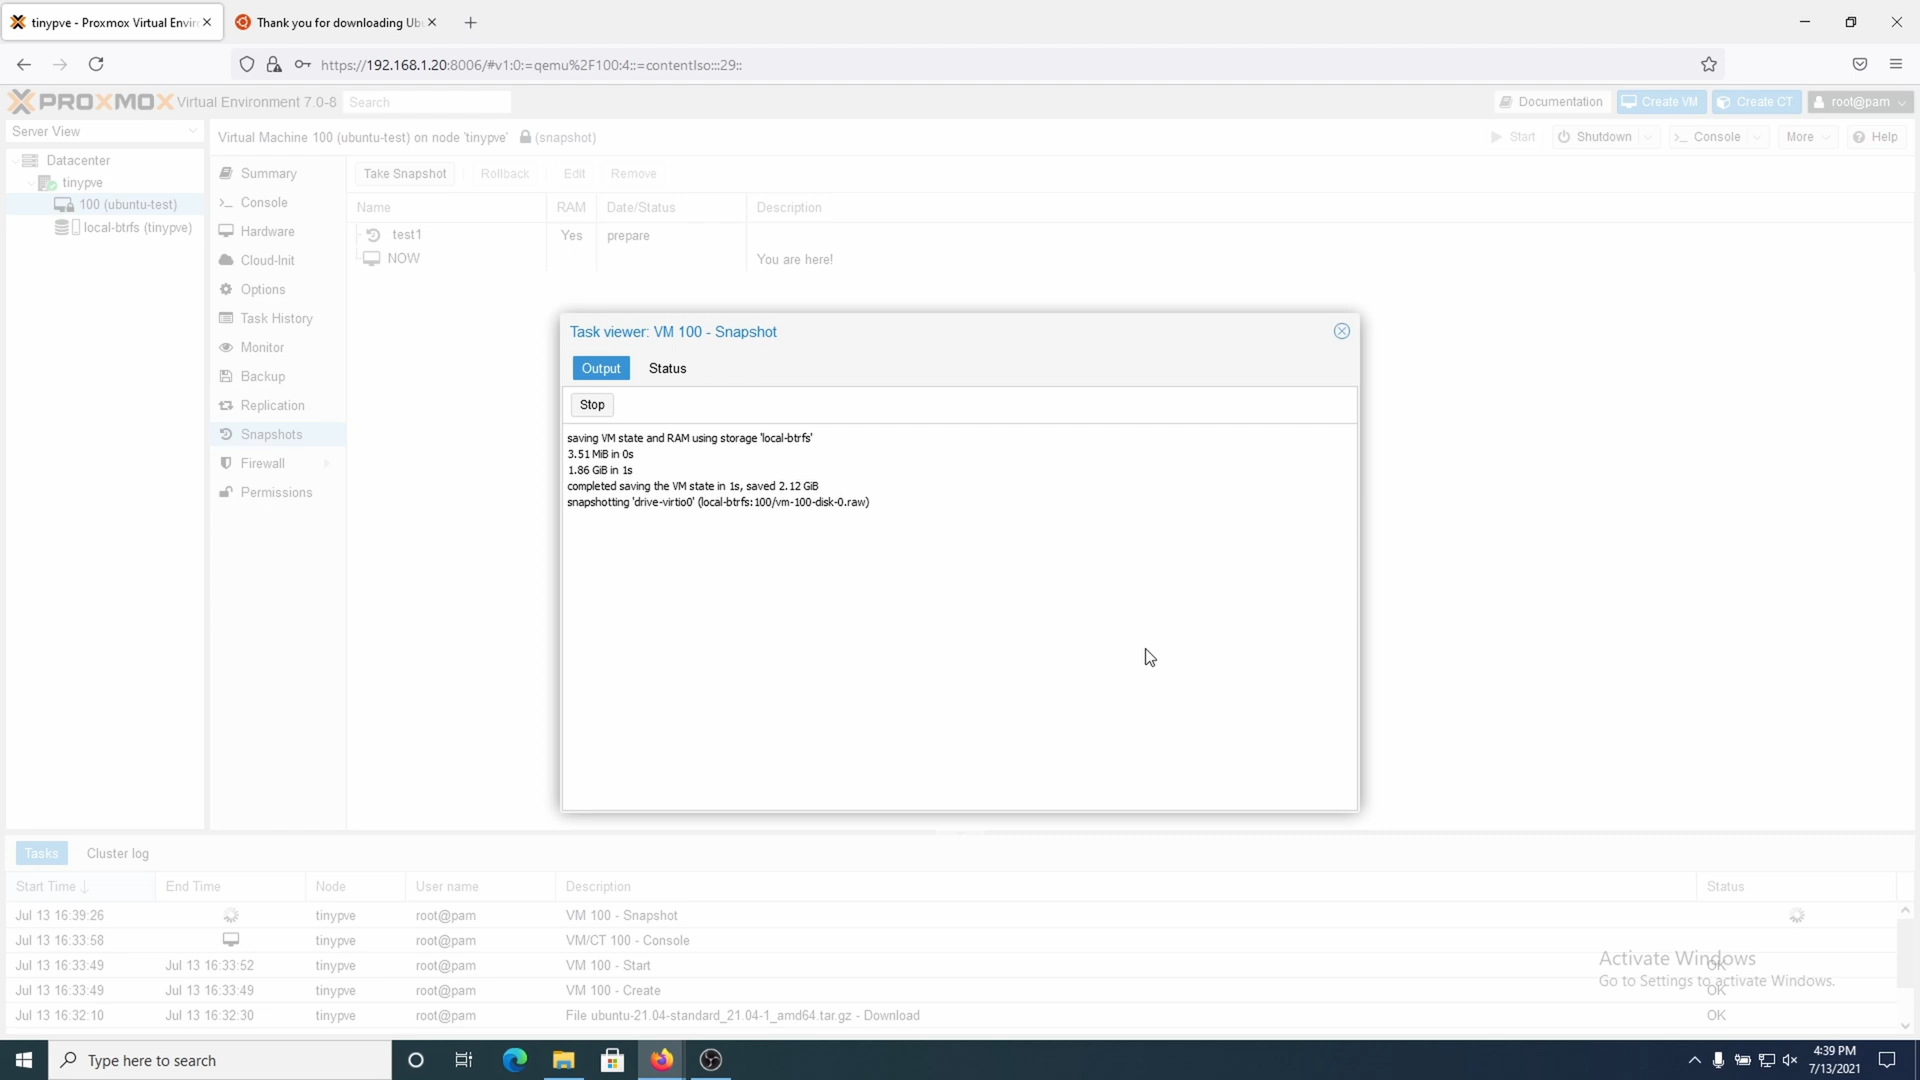 tinypve - Proxmox Virtual Enviro
Thank you for downloading Ubu
https://192.168.1.20:8006/#v1:0:=qemu%2F100:4::=contentIso:::29::
PROXMOX Virtual Environment 7.0-8 Search
Documentation Create VM Create CT root@pam
Server View
Virtual Machine 100 (ubuntu-test) on node 'tinypve' (snapshot)
Start Shutdown Console More Help
Datacenter
tinypve
100 (ubuntu-test)
local-btrfs (tinypve)
Summary
Console
Hardware
Cloud-Init
Options
Task History
Monitor
Backup
Replication
Snapshots
Firewall
Permissions
Take Snapshot Rollback Edit Remove
Name RAM Date/Status Description
test1 Yes prepare
NOW You are here!
Task viewer: VM 100 - Snapshot
Output Status
Stop
saving VM state and RAM using storage 'local-btrfs'
3.51 MiB in 0s
1.86 GiB in 1s
completed saving the VM state in 1s, saved 2.12 GiB
snapshotting 'drive-virtio0' (local-btrfs:100/vm-100-disk-0.raw)
Tasks Cluster log
Start Time End Time Node User name Description Status
Jul 13 16:39:26 tinypve root@pam VM 100 - Snapshot
Jul 13 16:33:58 tinypve root@pam VM/CT 100 - Console
Jul 13 16:33:49 Jul 13 16:33:52 tinypve root@pam VM 100 - Start OK
Jul 13 16:33:49 Jul 13 16:33:49 tinypve root@pam VM 100 - Create OK
Jul 13 16:32:10 Jul 13 16:32:30 tinypve root@pam File ubuntu-21.04-standard_21.04-1_amd64.tar.gz - Download OK
Activate Windows
Go to Settings to activate Windows.
Type here to search
4:39 PM
7/13/2021